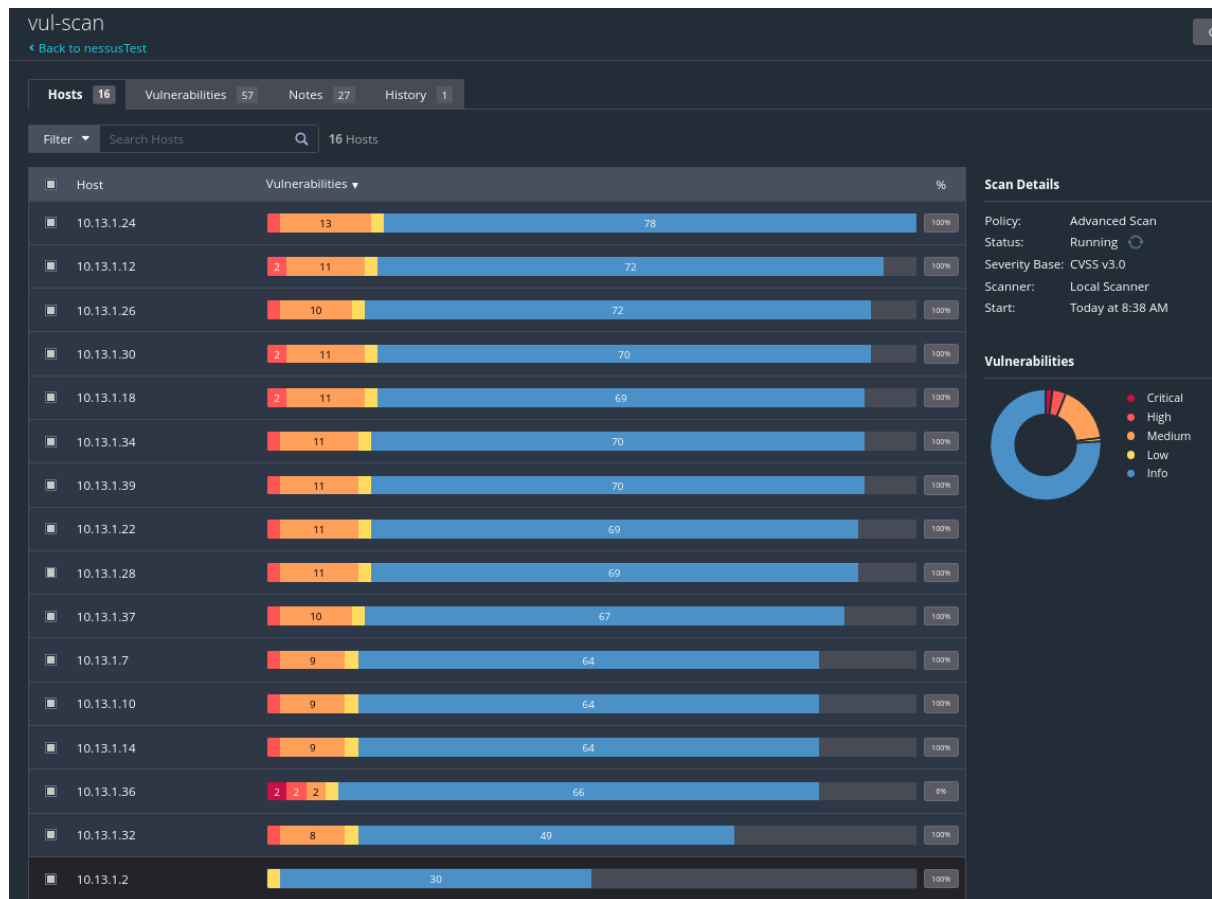 vul-scan
‹ Back to nessusTest
Hosts 16 Vulnerabilities 57 Notes 27 History 1
Filter Search Hosts 16 Hosts
Host Vulnerabilities %
10.13.1.24 13 78 100%
10.13.1.12 2 11 72 100%
10.13.1.26 10 72 100%
10.13.1.30 2 11 70 100%
10.13.1.18 2 11 69 100%
10.13.1.34 11 70 100%
10.13.1.39 11 70 100%
10.13.1.22 11 69 100%
10.13.1.28 11 69 100%
10.13.1.37 10 67 100%
10.13.1.7 9 64 100%
10.13.1.10 9 64 100%
10.13.1.14 9 64 100%
10.13.1.36 2 2 2 66
10.13.1.32 8 49 100%
10.13.1.2 30 100%
Scan Details
Policy: Advanced Scan
Status: Running
Severity Base: CVSS v3.0
Scanner: Local Scanner
Start: Today at 8:38 AM
Vulnerabilities
Critical
High
Medium
Low
Info